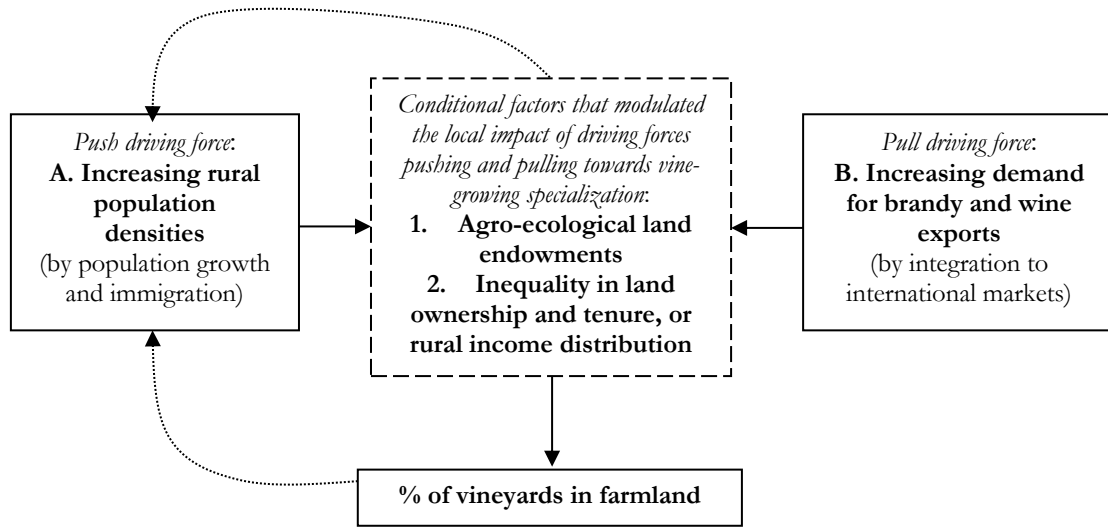 Push driving force:
A. Increasing rural
population
densities
(by population growth
and immigration)
Conditional factors that modulated
the local impact of driving forces
pushing and pulling towards vine-
growing specialization:
1. Agro-ecological land
endowments
2. Inequality in land
ownership and tenure, or
rural income distribution
Pull driving force:
B. Increasing demand
for brandy and wine
exports
(by integration to
international markets)
% of vineyards in farmland